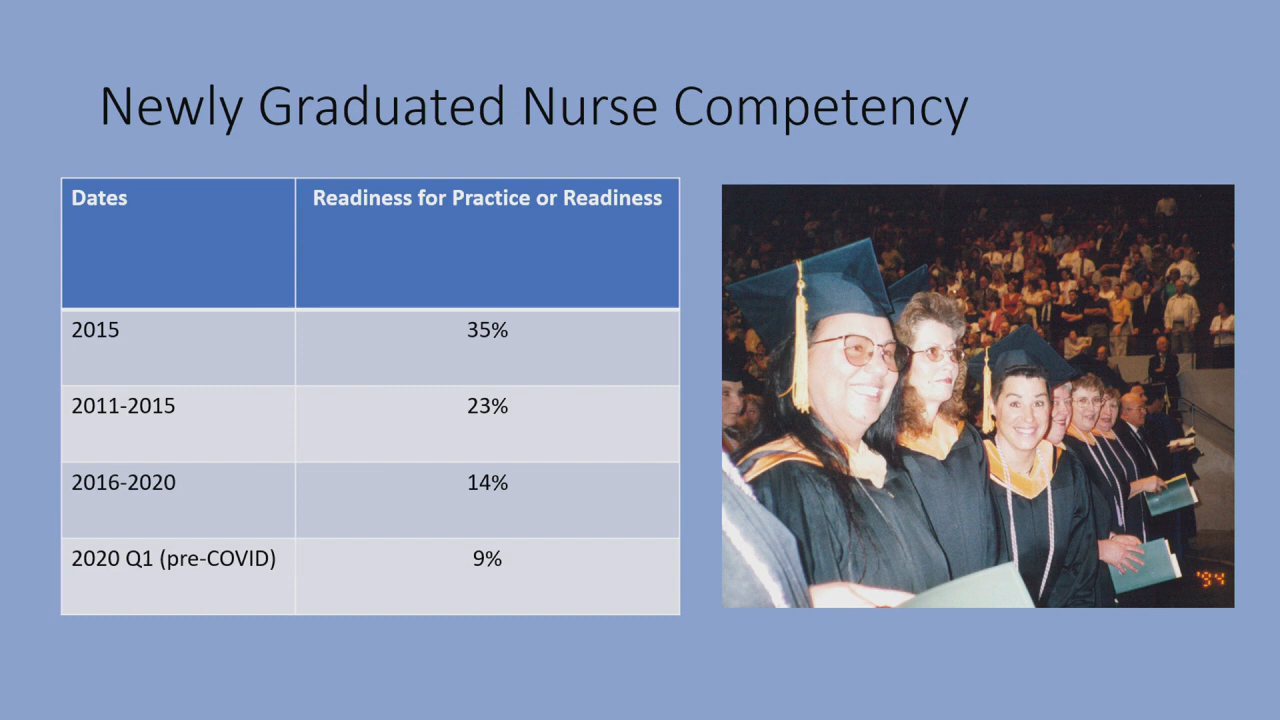 Newly Graduated Nurse Competency
Dates Readiness for Practice or Readiness
2015 35%
2011-2015 23%
2016-2020 14%
2020 Q1 (pre-COVID) 9%
'94